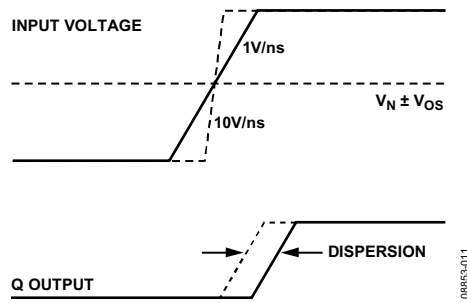 INPUT VOLTAGE
1V/ns
V_N ± V_OS
10V/ns
DISPERSION
Q OUTPUT
08853-011